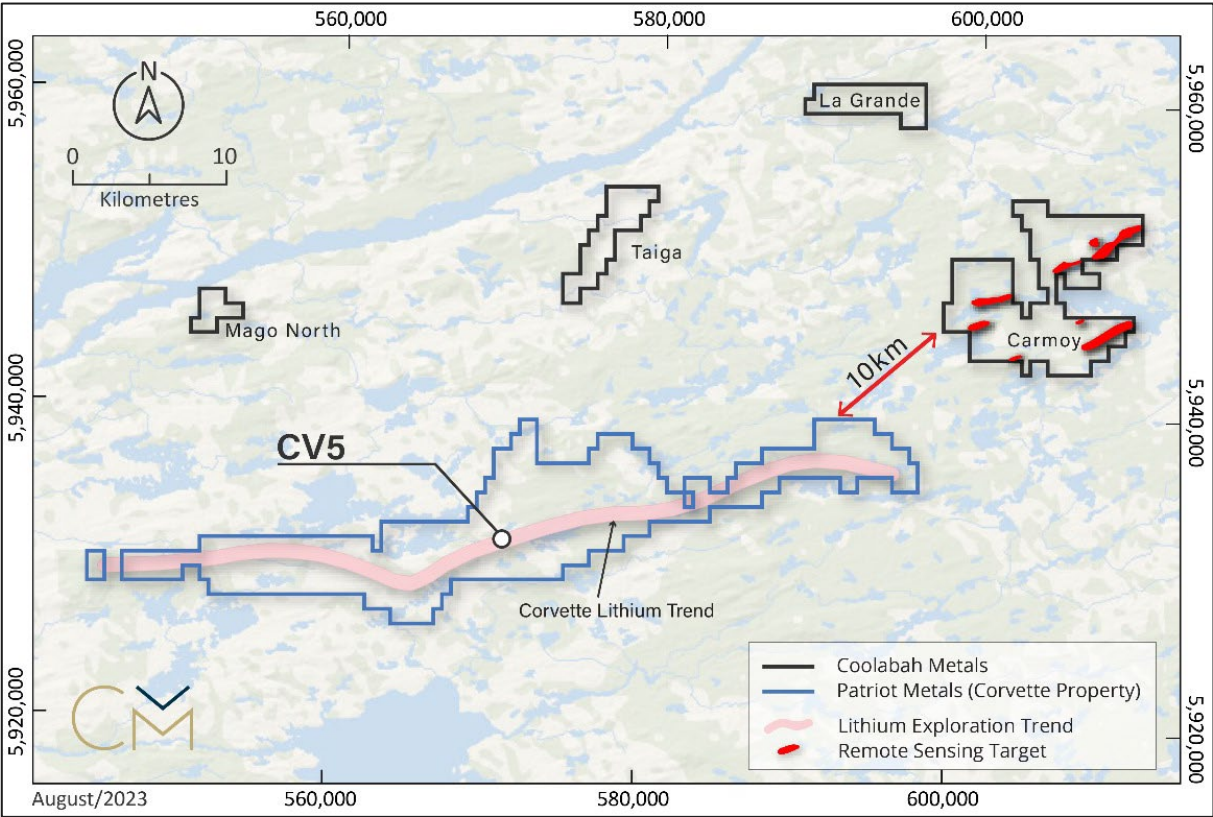 560,000
580,000
600,000
5,960,000
5,940,000
5,920,000
5,960,000
5,940,000
5,920,000
N
0 10
Kilometres
La Grande
Taiga
Mago North
Carmoy
10km
CV5
Corvette Lithium Trend
Coolabah Metals
Patriot Metals (Corvette Property)
Lithium Exploration Trend
Remote Sensing Target
CM
August/2023
560,000
580,000
600,000